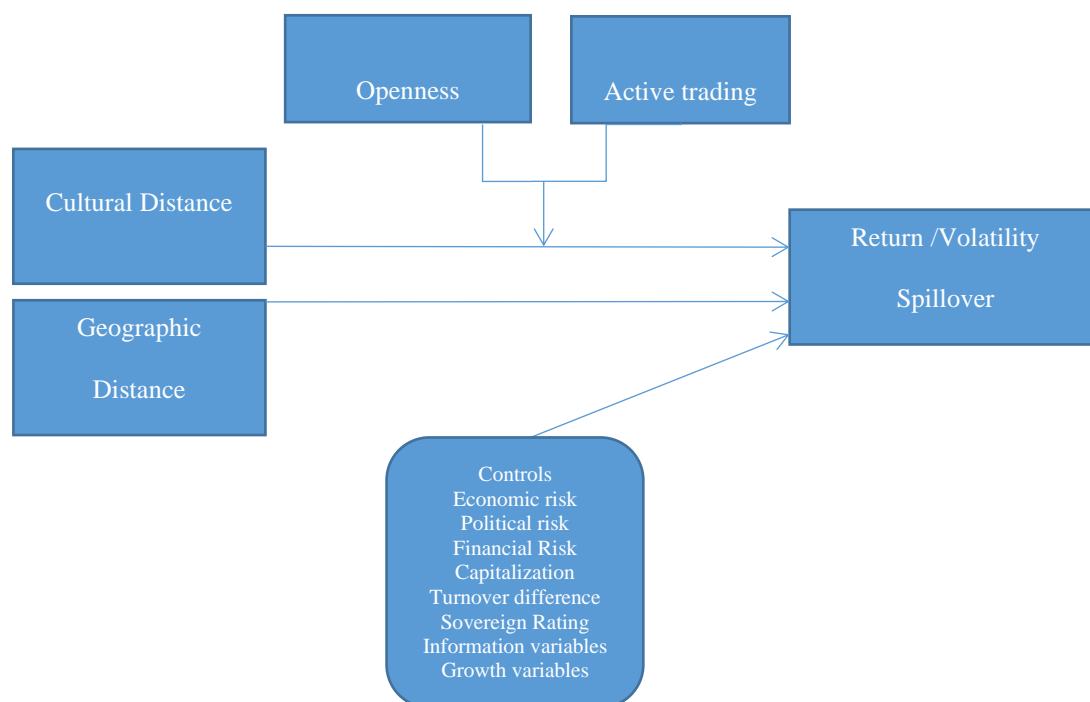 Openness
Active trading
Cultural Distance
Return /Volatility
Spillover
Geographic
Distance
Controls
Economic risk
Political risk
Financial Risk
Capitalization
Turnover difference
Sovereign Rating
Information variables
Growth variables